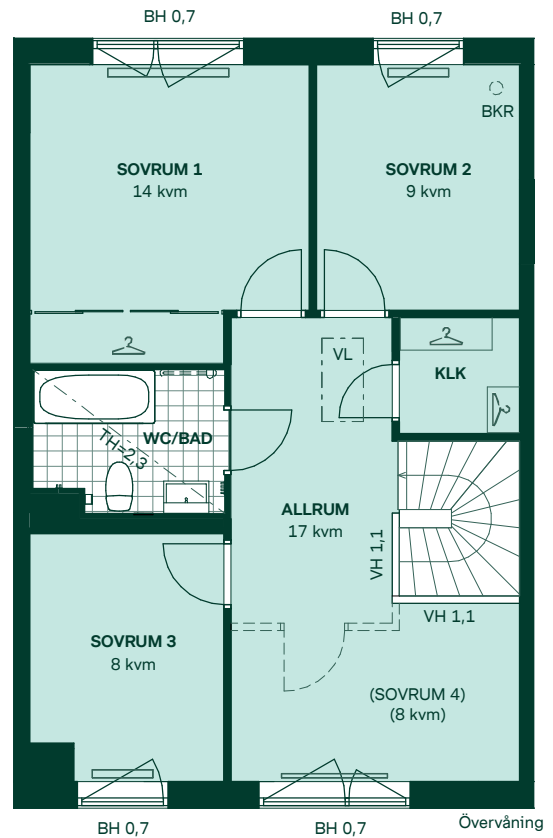 BH 0,7
BH 0,7
BKR
SOVRUM 1
14 kvm
SOVRUM 2
9 kvm
VL
KLK
WC/BAD
TH=2,3
ALLRUM
17 kvm
VH 1,1
VH 1,1
SOVRUM 3
8 kvm
(SOVRUM 4)
(8 kvm)
BH 0,7
BH 0,7
Övervåning